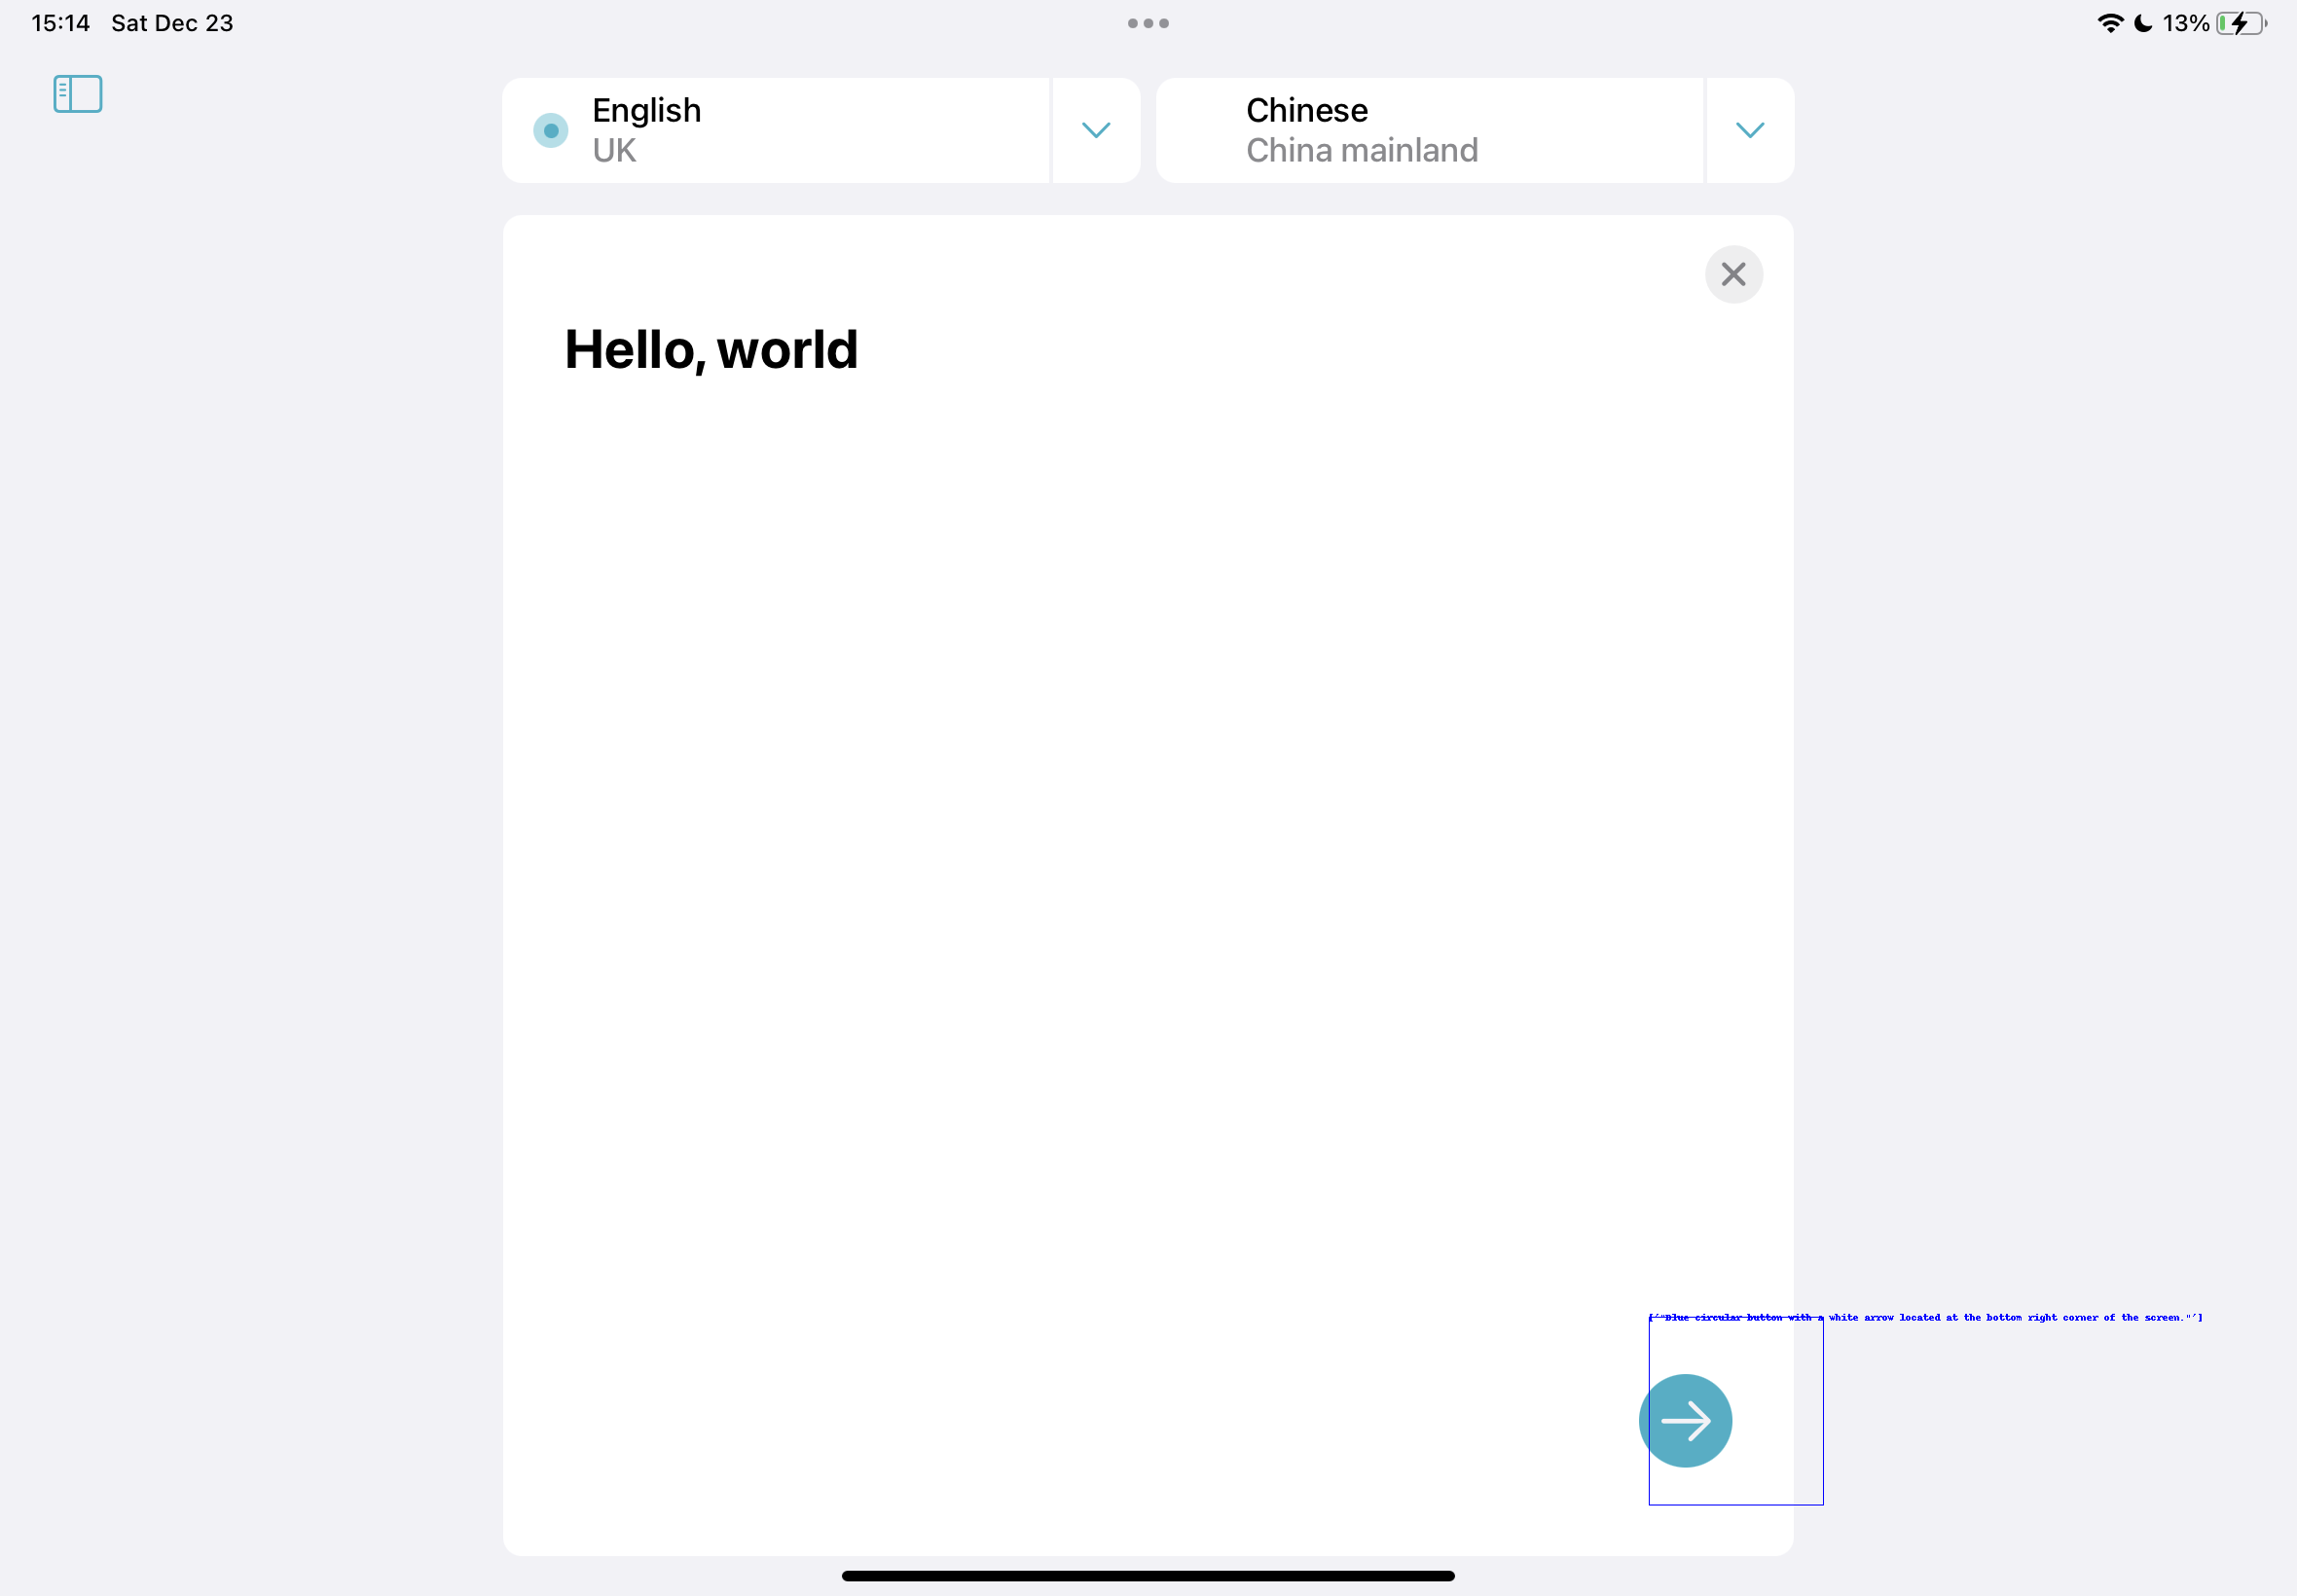 15:14 Sat Dec 23 13%
English
UK
Chinese
China mainland
Hello, world
['"Blue circular button with a white arrow located at the bottom right corner of the screen."']